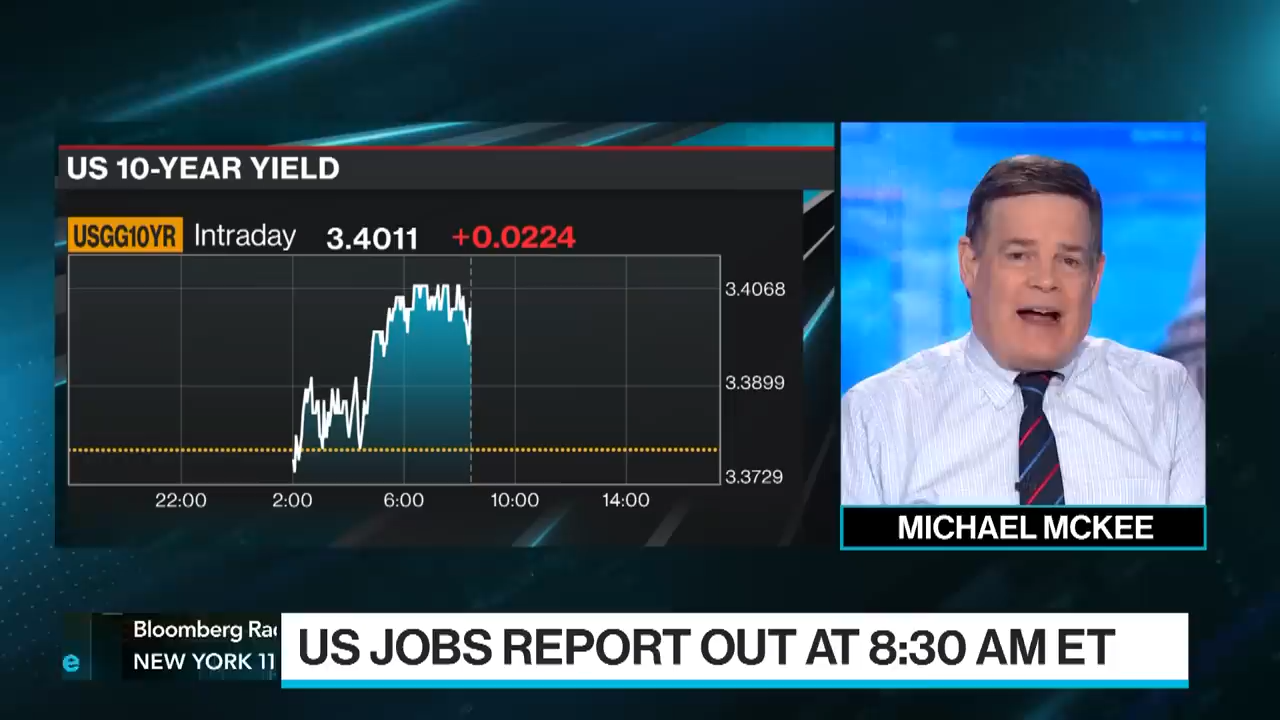 US 10-YEAR YIELD
USGG10YR Intraday 3.4011 +0.0224
3.4068
3.3899
3.3729
22:00 2:00 6:00 10:00 14:00
MICHAEL MCKEE
Bloomberg
NEW YORK 11
e
US JOBS REPORT OUT AT 8:30 AM ET